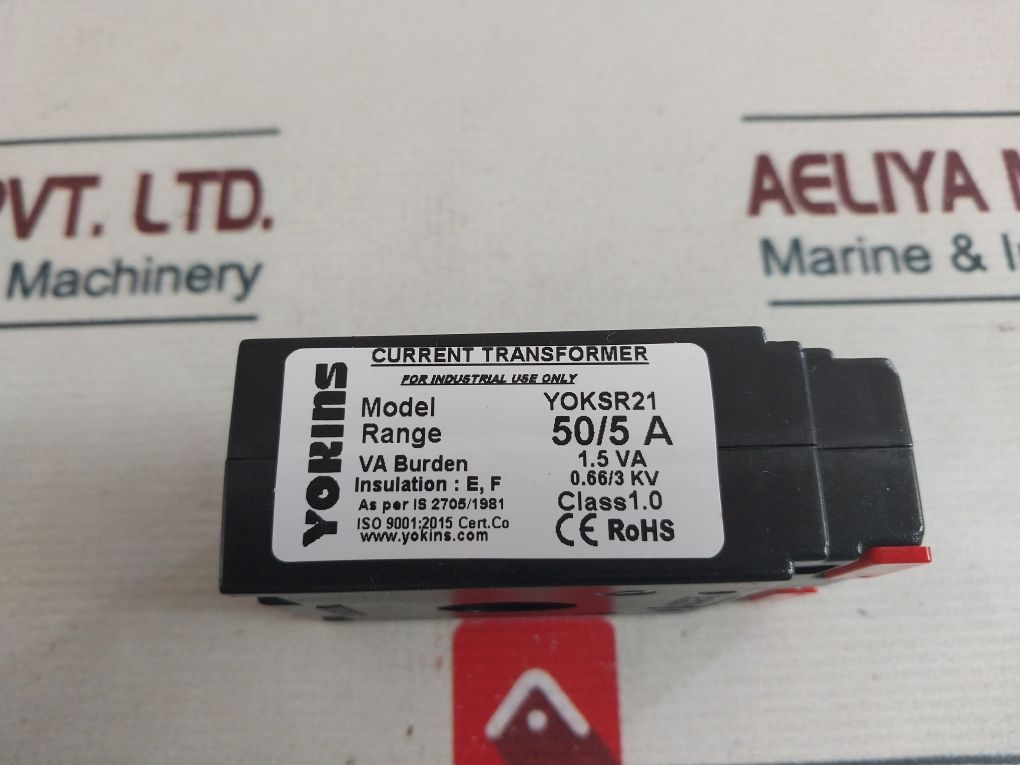 PVT. LTD.
Machinery
AELIYA
Marine &
YOKINS
CURRENT TRANSFORMER
FOR INDUSTRIAL USE ONLY
Model YOKSR21
Range 50/5 A
VA Burden 1.5 VA
Insulation : E, F 0.66/3 KV
As per IS 2705/1981 Class1.0
ISO 9001:2015 Cert.Co CE RoHS
www.yokins.com